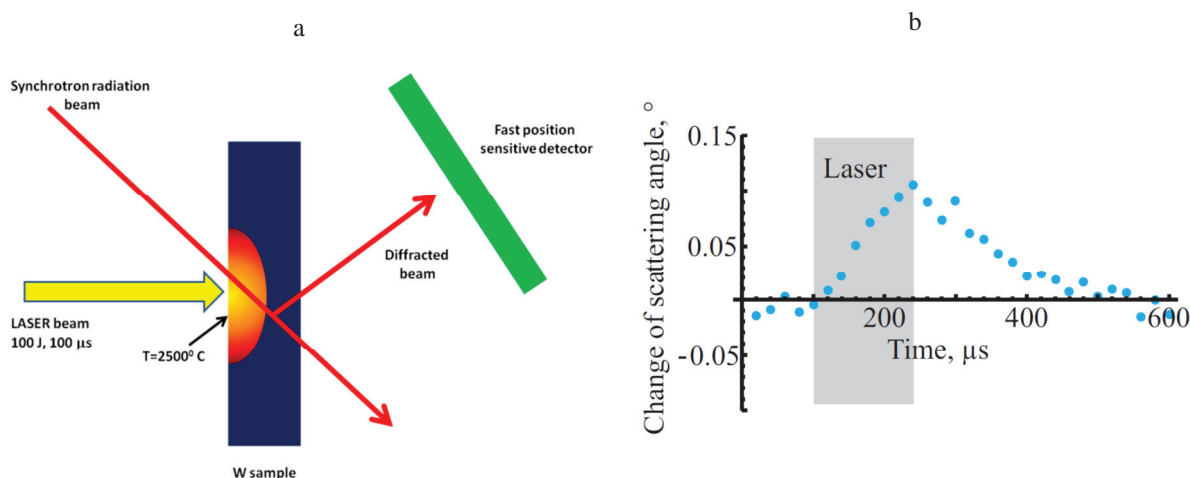 a
Synchrotron radiation
beam
Fast position
sensitive detector
Diffracted
beam
LASER beam
100 J, 100 μs
T=2500⁰ C
W sample
b
Change of scattering angle, °
0.15
0.05
-0.05
Laser
200
400
600
Time, μs